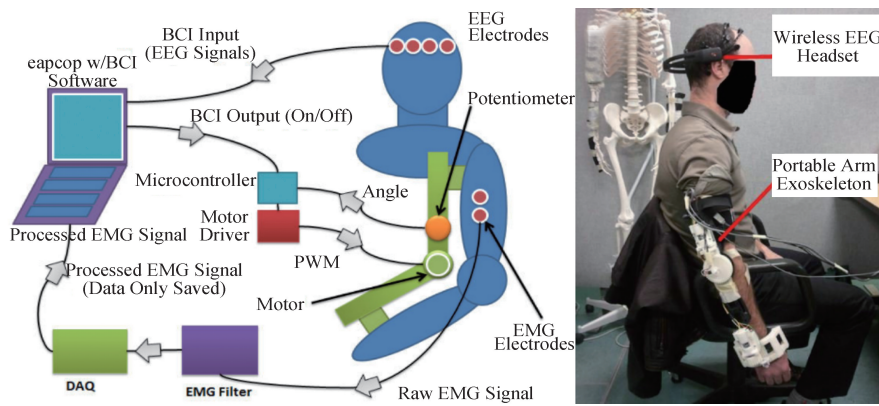 BCI Input
(EEG Signals)
EEG
Electrodes
eapcop w/BCI
Software
BCI Output (On/Off)
Potentiometer
Microcontroller
Angle
Motor
Driver
Processed EMG Signal
PWM
Processed EMG Signal
(Data Only Saved)
Motor
EMG
Electrodes
DAQ
EMG Filter
Raw EMG Signal
Wireless EEG
Headset
Portable Arm
Exoskeleton